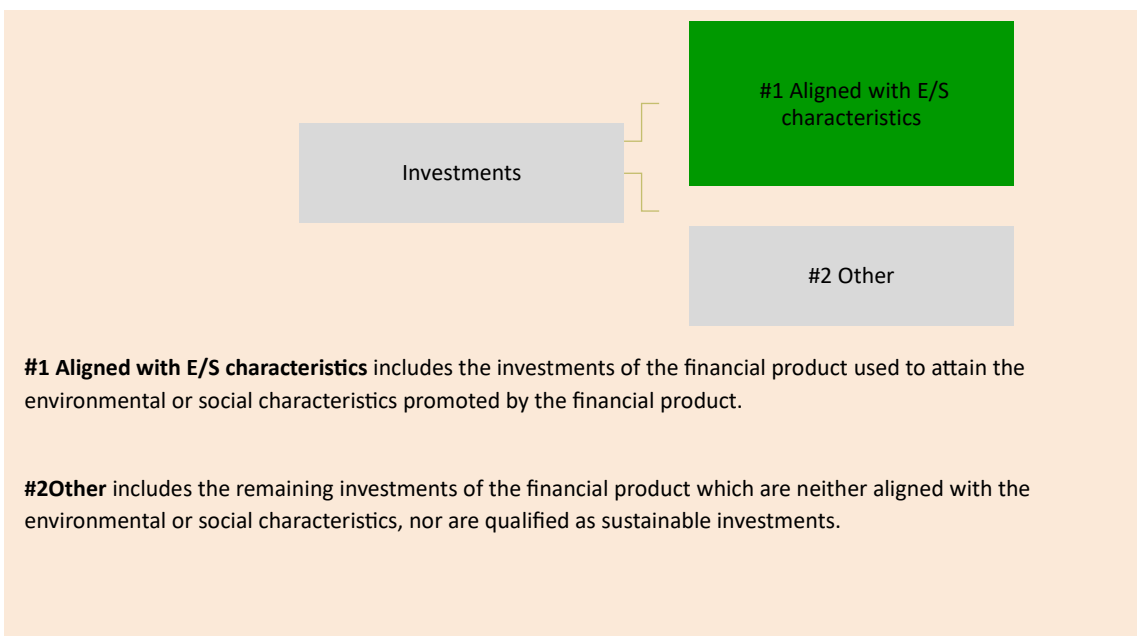 #1 Aligned with E/S
characteristics
Investments
#2 Other
#1 Aligned with E/S characteristics includes the investments of the financial product used to attain the
environmental or social characteristics promoted by the financial product.
#2Other includes the remaining investments of the financial product which are neither aligned with the
environmental or social characteristics, nor are qualified as sustainable investments.